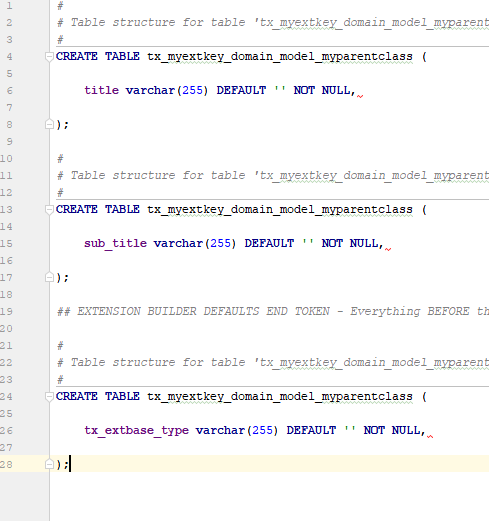 1 #
2 # Table structure for table 'tx_myextkey_domain_model_myparent
3 #
4 CREATE TABLE tx_myextkey_domain_model_myparentclass (
5
6 title varchar(255) DEFAULT '' NOT NULL,
7
8 );
9
10 #
11 # Table structure for table 'tx_myextkey_domain_model_myparent
12 #
13 CREATE TABLE tx_myextkey_domain_model_myparentclass (
14
15 sub_title varchar(255) DEFAULT '' NOT NULL,
16
17 );
18
19 ## EXTENSION BUILDER DEFAULTS END TOKEN - Everything BEFORE th
20
21 #
22 # Table structure for table 'tx_myextkey_domain_model_myparent
23 #
24 CREATE TABLE tx_myextkey_domain_model_myparentclass (
25
26 tx_extbase_type varchar(255) DEFAULT '' NOT NULL,
27
28 );